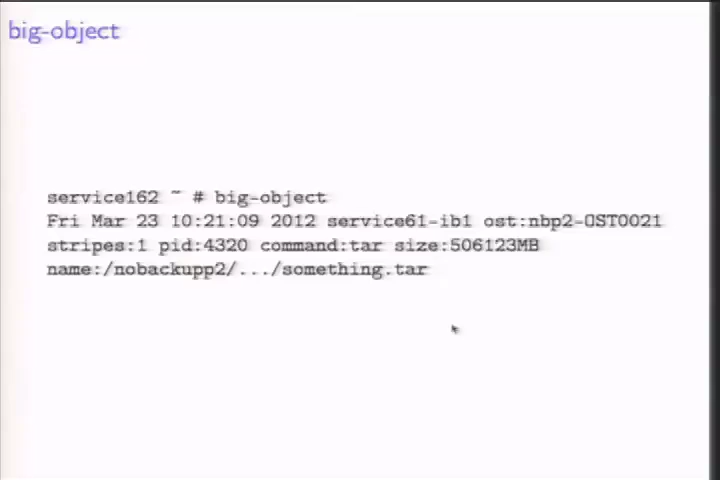 big-object
service162 ~ # big-object
Fri Mar 23 10:21:09 2012 service61-ib1 ost:nbp2-OST0021
stripes:1 pid:4320 command:tar size:506123MB
name:/nobackupp2/.../something.tar